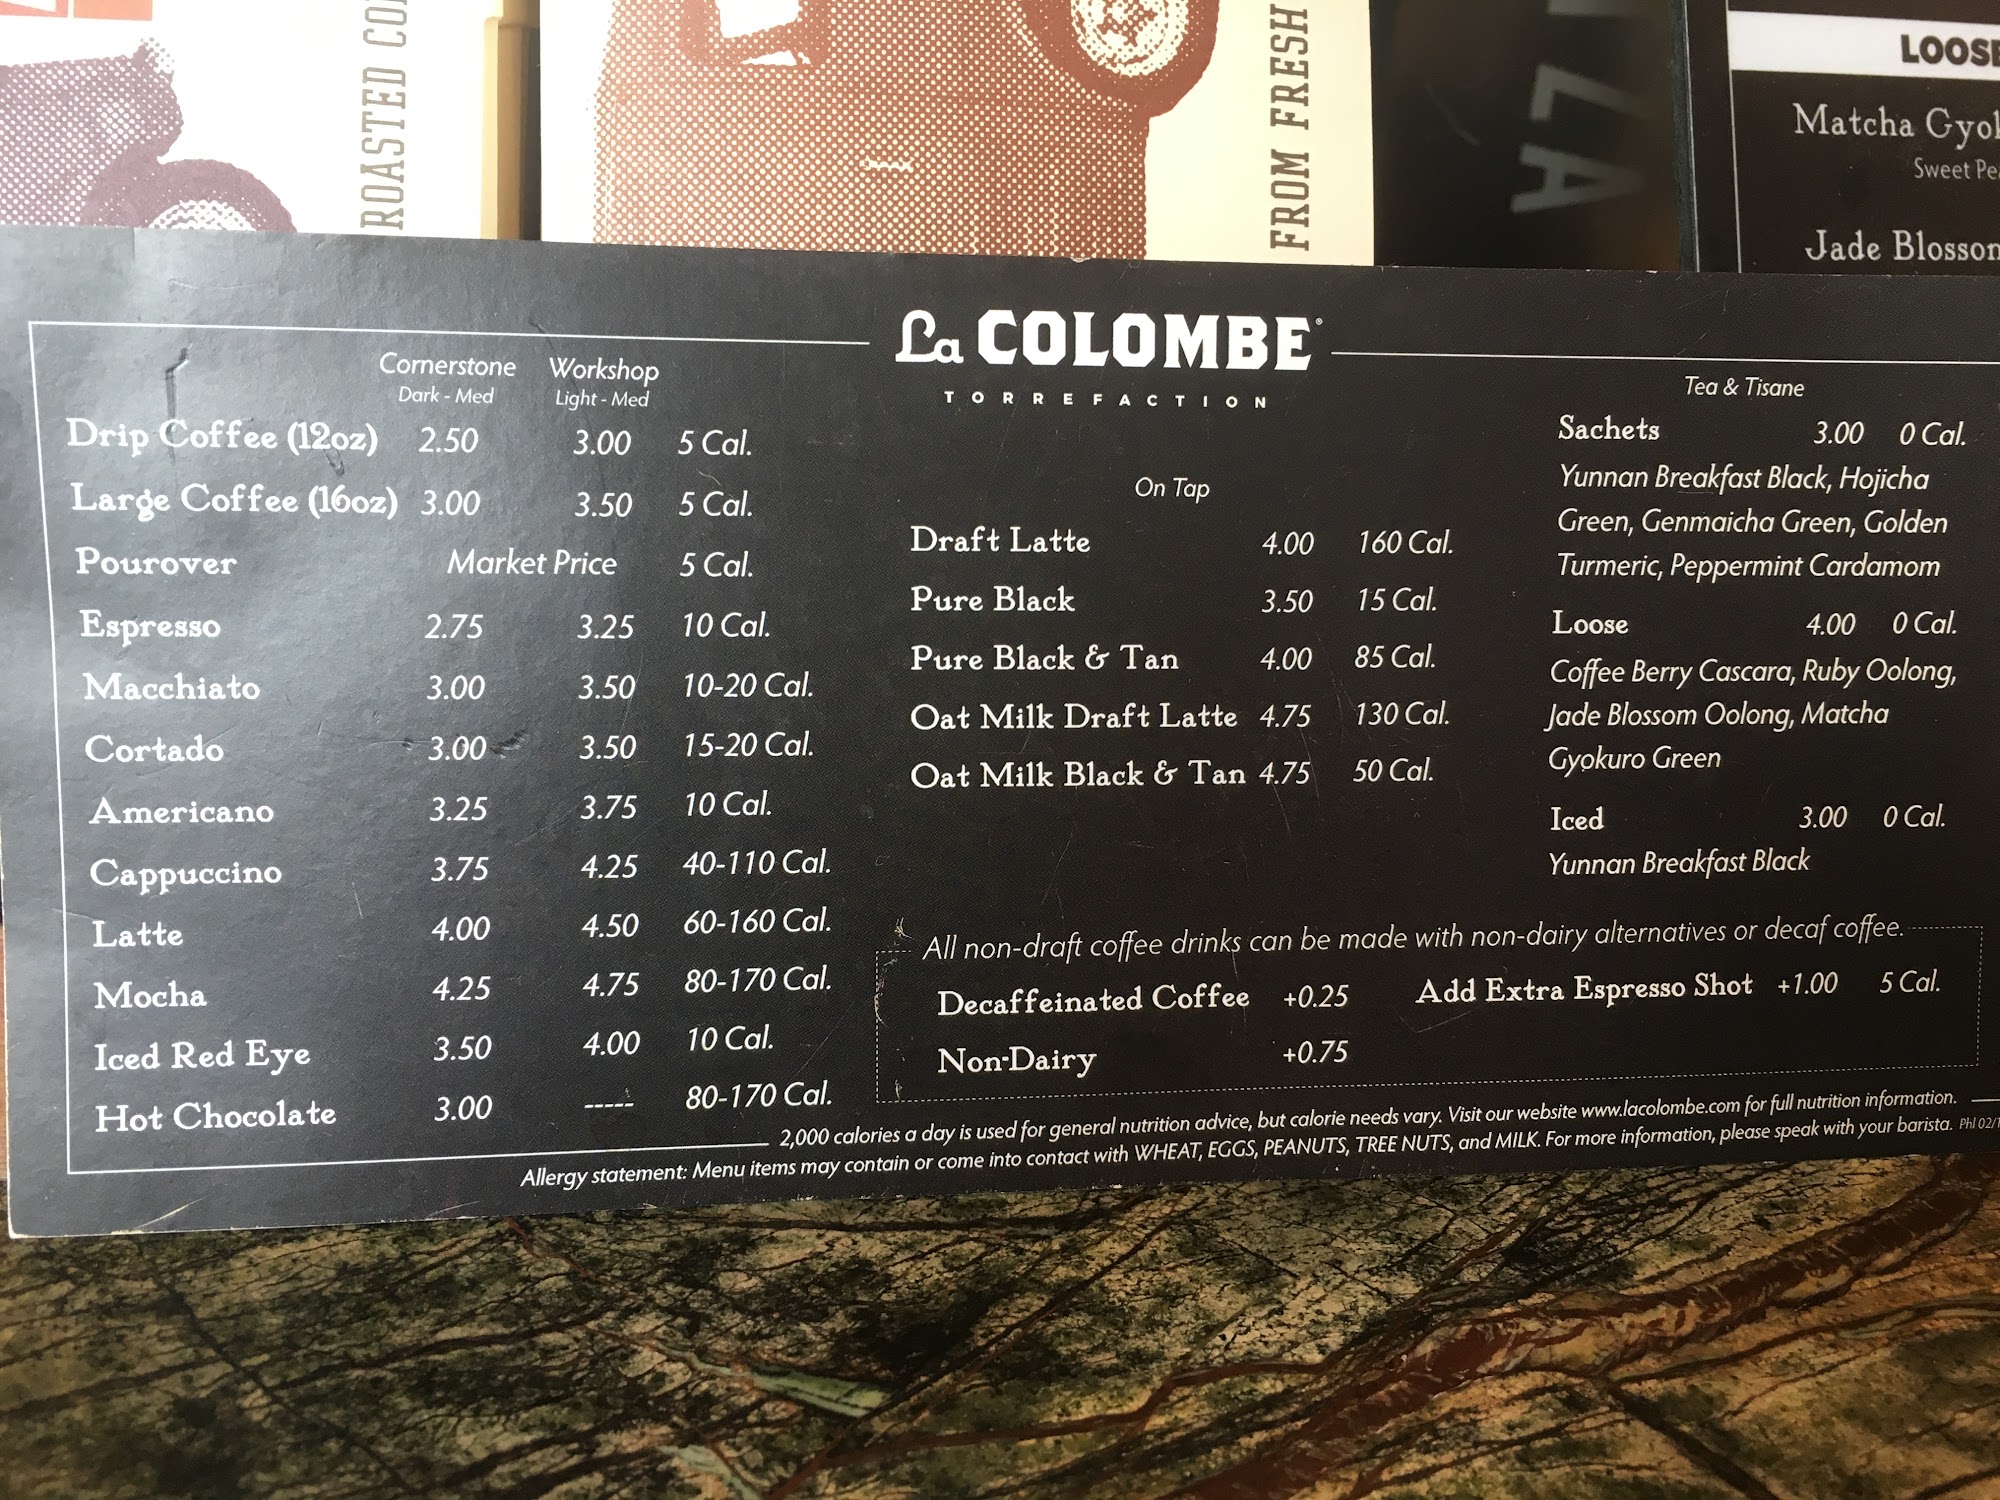 ROASTED
FROM FRESH
LA
LOOSE
Matcha
Sweet
Jade
La COLOMBE®
TORREFACTION
Cornerstone Workshop
Dark - Med Light - Med
Drip Coffee (12oz) 2.50 3.00 5 Cal.
Large Coffee (16oz) 3.00 3.50 5 Cal.
Pourover Market Price 5 Cal.
Espresso 2.75 3.25 10 Cal.
Macchiato 3.00 3.50 10-20 Cal.
Cortado 3.00 3.50 15-20 Cal.
Americano 3.25 3.75 10 Cal.
Cappuccino 3.75 4.25 40-110 Cal.
Latte 4.00 4.50 60-160 Cal.
Mocha 4.25 4.75 80-170 Cal.
Iced Red Eye 3.50 4.00 10 Cal.
Hot Chocolate 3.00 ----- 80-170 Cal.
On Tap
Draft Latte 4.00 160 Cal.
Pure Black 3.50 15 Cal.
Pure Black & Tan 4.00 85 Cal.
Oat Milk Draft Latte 4.75 130 Cal.
Oat Milk Black & Tan 4.75 50 Cal.
Tea & Tisane
Sachets 3.00 0 Cal.
Yunnan Breakfast Black, Hojicha
Green, Genmaicha Green, Golden
Turmeric, Peppermint Cardamom
Loose 4.00 0 Cal.
Coffee Berry Cascara, Ruby Oolong,
Jade Blossom Oolong, Matcha
Gyokuro Green
Iced 3.00 0 Cal.
Yunnan Breakfast Black
All non-draft coffee drinks can be made with non-dairy alternatives or decaf coffee.
Decaffeinated Coffee +0.25 Add Extra Espresso Shot +1.00 5 Cal.
Non-Dairy +0.75
2,000 calories a day is used for general nutrition advice, but calorie needs vary. Visit our website www.lacolombe.com for full nutrition information.
Allergy statement: Menu items may contain or come into contact with WHEAT, EGGS, PEANUTS, TREE NUTS, and MILK. For more information, please speak with your barista. Phl